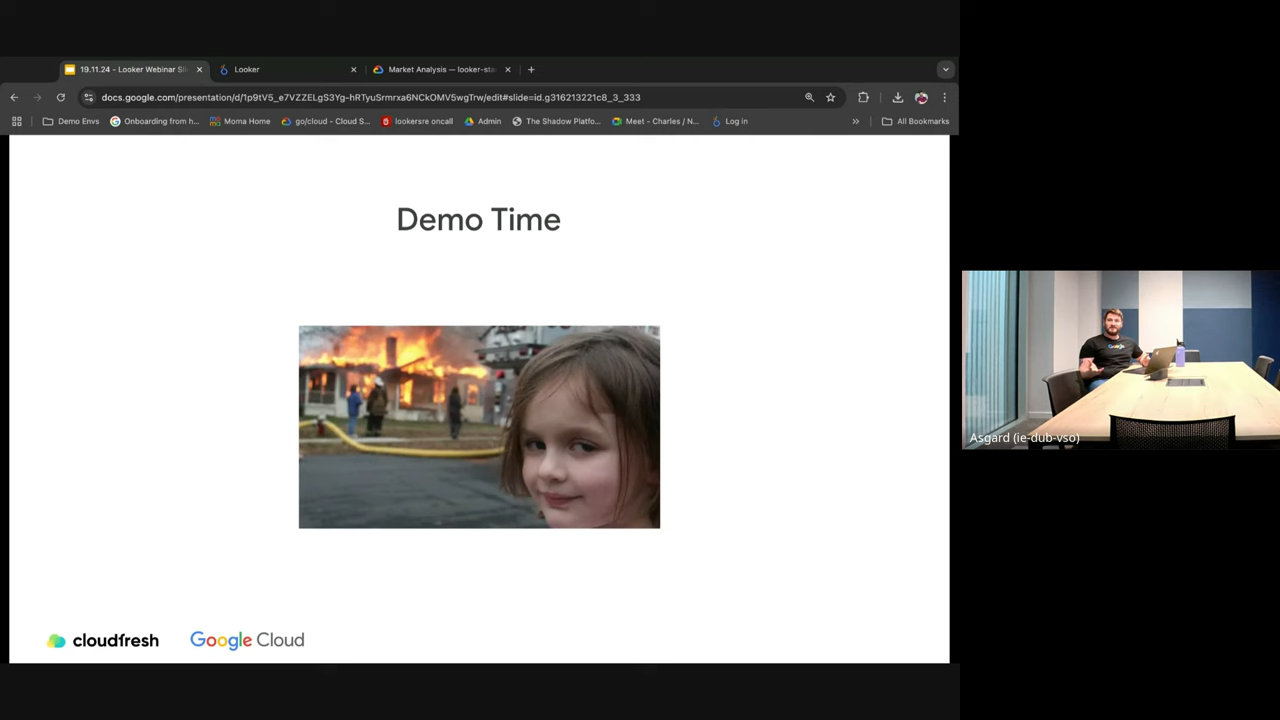 19.11.24 - Looker Webinar Sl
Looker
Market Analysis — looker-sta
docs.google.com/presentation/d/1p9tV5_e7VZZELgS3Yg-hRTyuSrmrxa6NCkOMV5wgTrw/edit#slide=id.g316213221c8_3_333
Demo Envs
Onboarding from h...
Moma Home
go/cloud - Cloud S...
lookersre oncall
Admin
The Shadow Platfo...
Meet - Charles / N...
Log in
All Bookmarks
Demo Time
Google
Asgard (ie-dub-vso)
cloudfresh
Google Cloud